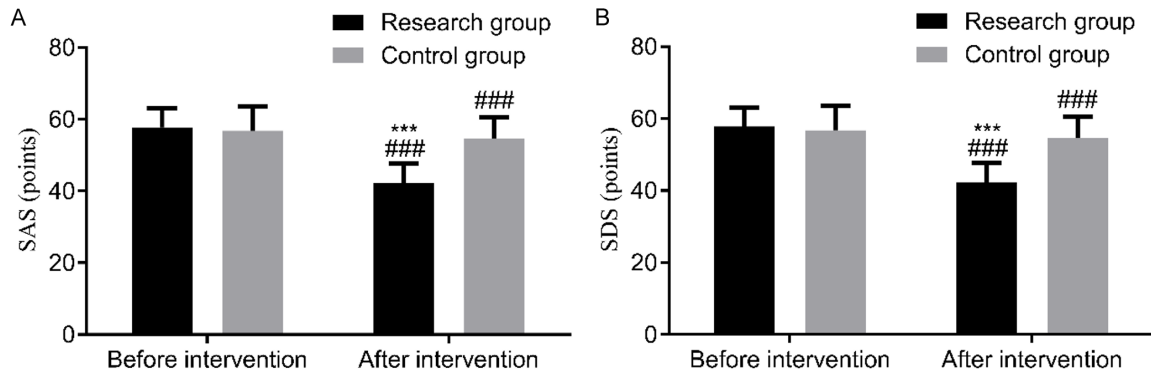 A
Research group
Control group
SAS (points)
80
60
40
20
0
***
###
###
Before intervention
After intervention
B
Research group
Control group
SDS (points)
80
60
40
20
0
***
###
###
Before intervention
After intervention